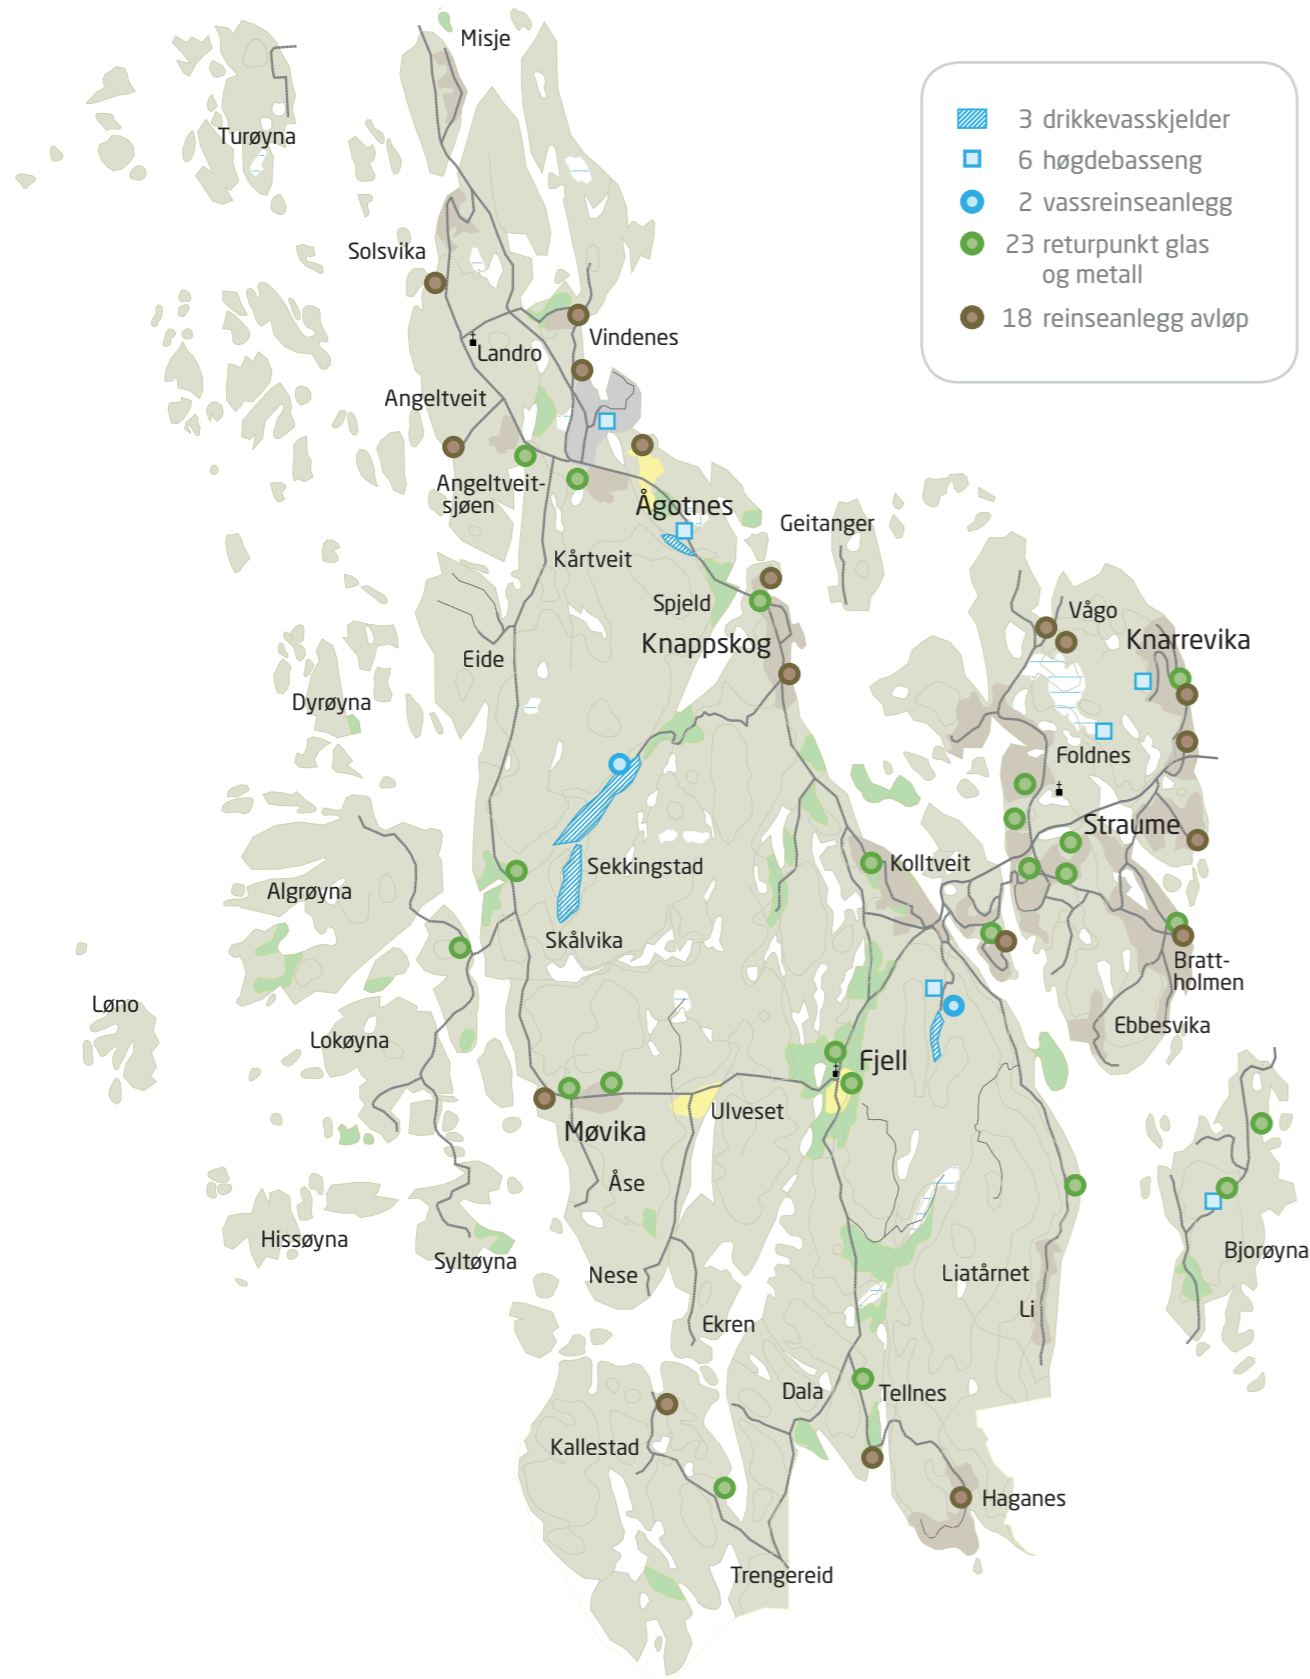 Misje
Turøyna
3 drikkevasskjelder
6 høgdebasseng
2 vassreinseanlegg
23 returpunkt glas
og metall
18 reinseanlegg avløp
Solsvika
Vindenes
Landro
Angeltveit
Angeltveit-
sjøen
Ågotnes
Geitanger
Kårtveit
Spjeld
Knappskog
Vågo
Knarrevika
Eide
Dyrøyna
Foldnes
Straume
Kolltveit
Sekkingstad
Algrøyna
Skålvika
Bratt-
holmen
Løno
Lokøyna
Ebbesvika
Fjell
Ulveset
Møvika
Åse
Hissøyna
Syltøyna
Bjorøyna
Nese
Liatårnet
Li
Ekren
Dala
Tellnes
Kallestad
Haganes
Trengereid